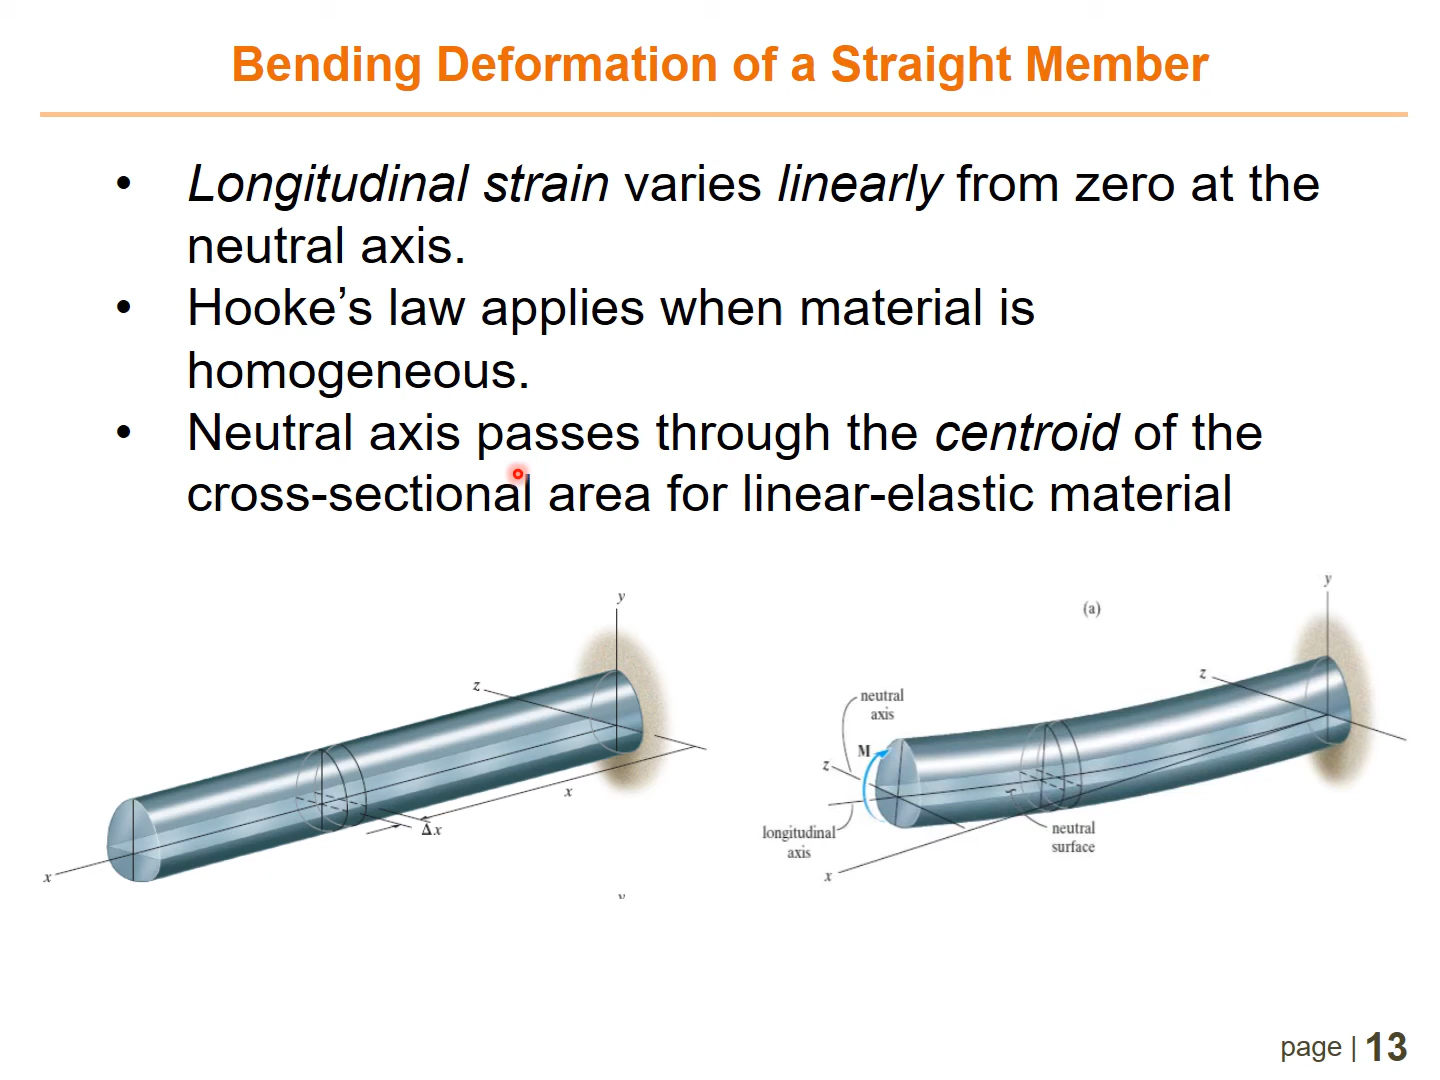 Bending Deformation of a Straight Member
• Longitudinal strain varies linearly from zero at the
neutral axis.
• Hooke’s law applies when material is
homogeneous.
• Neutral axis passes through the centroid of the
cross-sectional area for linear-elastic material
y
z
x
Δx
x
y
(a)
y
z
neutral
axis
M
z
longitudinal
axis
neutral
surface
x
page | 13